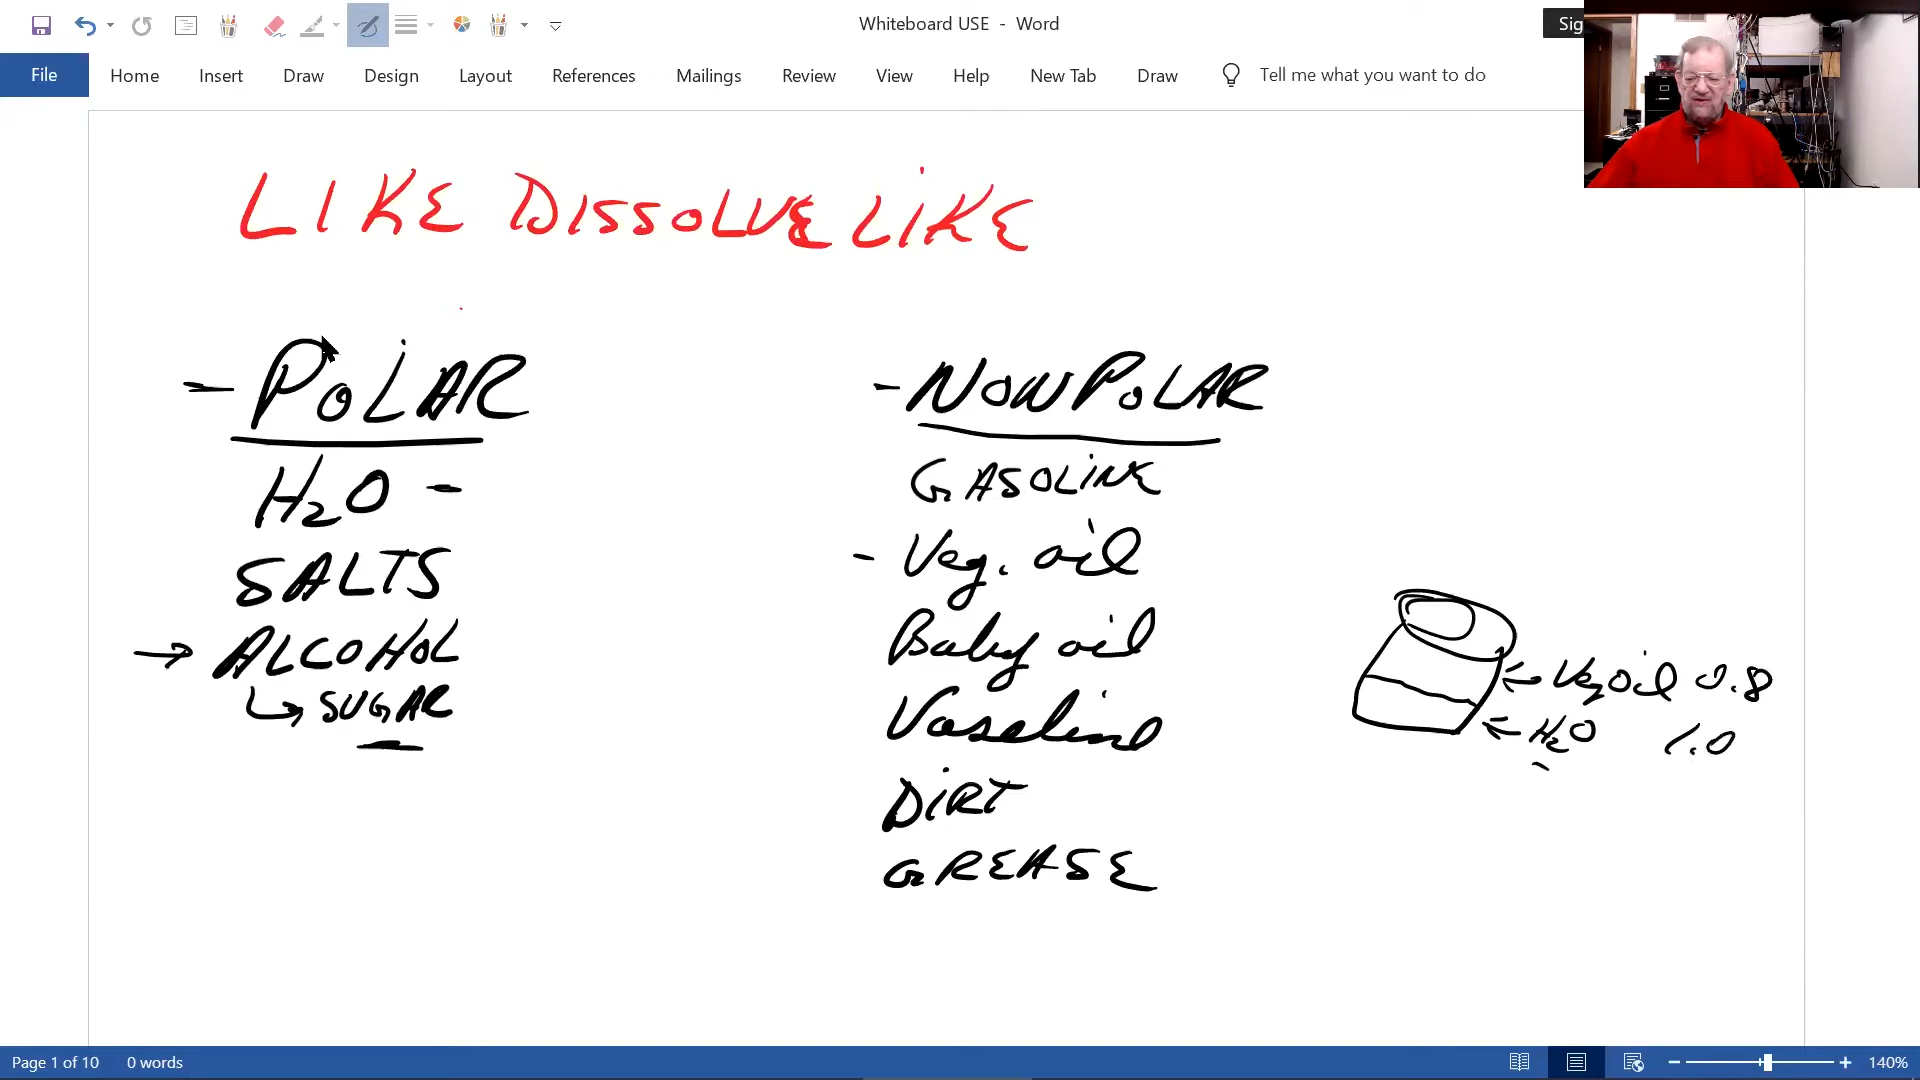 Whiteboard USE - Word
Sig
File Home Insert Draw Design Layout References Mailings Review View Help New Tab Draw Tell me what you want to do
LIKE DISSOLVE LIKE
- POLAR
H2O -
SALTS
→ ALCOHOL
↳ SUGAR
- NONPOLAR
GASOLINE
- Veg. oil
Baby oil
Vaseline
DIRT
GREASE
← Veg oil 0.8
← H2O 1.0
Page 1 of 10 0 words 140%